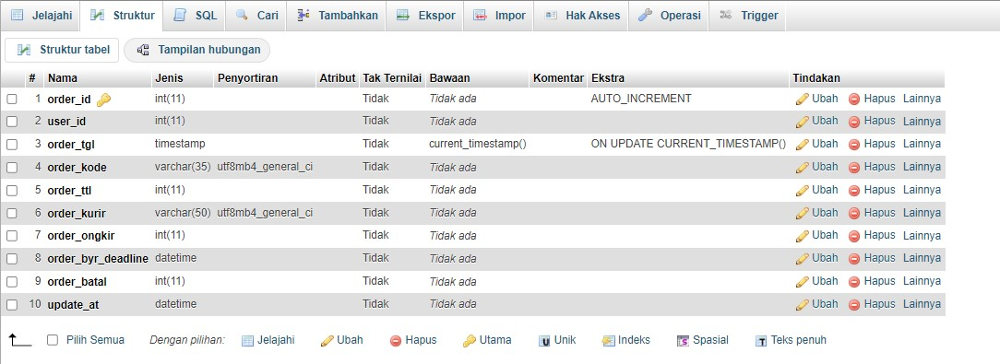 Jelajahi Struktur SQL Cari Tambahkan Ekspor Impor Hak Akses Operasi Trigger
Struktur tabel Tampilan hubungan
# Nama Jenis Penyortiran Atribut Tak Ternilai Bawaan Komentar Ekstra Tindakan
1 order_id int(11) Tidak Tidak ada AUTO_INCREMENT Ubah Hapus Lainnya
2 user_id int(11) Tidak Tidak ada Ubah Hapus Lainnya
3 order_tgl timestamp Tidak current_timestamp() ON UPDATE CURRENT_TIMESTAMP() Ubah Hapus Lainnya
4 order_kode varchar(35) utf8mb4_general_ci Tidak Tidak ada Ubah Hapus Lainnya
5 order_ttl int(11) Tidak Tidak ada Ubah Hapus Lainnya
6 order_kurir varchar(50) utf8mb4_general_ci Tidak Tidak ada Ubah Hapus Lainnya
7 order_ongkir int(11) Tidak Tidak ada Ubah Hapus Lainnya
8 order_byr_deadline datetime Tidak Tidak ada Ubah Hapus Lainnya
9 order_batal int(11) Tidak Tidak ada Ubah Hapus Lainnya
10 update_at datetime Tidak Tidak ada Ubah Hapus Lainnya
Pilih Semua Dengan pilihan: Jelajahi Ubah Hapus Utama Unik Indeks Spasial Teks penuh